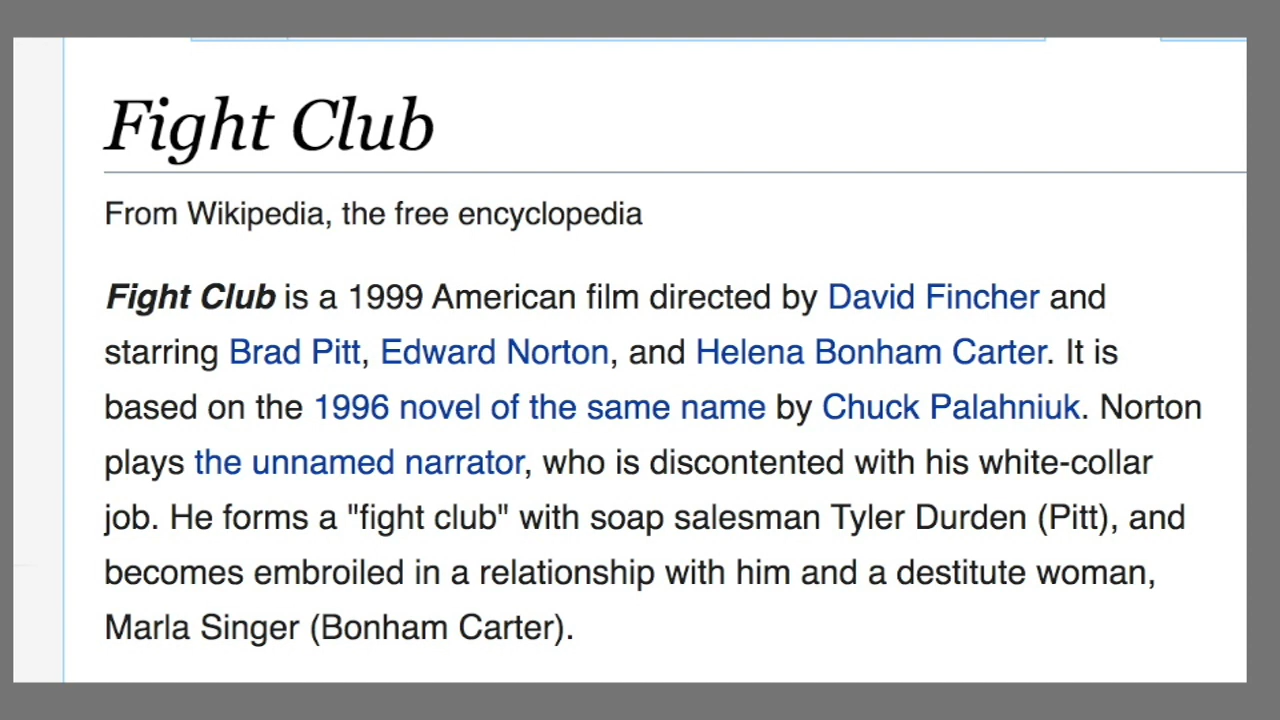 Fight Club
From Wikipedia, the free encyclopedia
Fight Club is a 1999 American film directed by David Fincher and
starring Brad Pitt, Edward Norton, and Helena Bonham Carter. It is
based on the 1996 novel of the same name by Chuck Palahniuk. Norton
plays the unnamed narrator, who is discontented with his white-collar
job. He forms a "fight club" with soap salesman Tyler Durden (Pitt), and
becomes embroiled in a relationship with him and a destitute woman,
Marla Singer (Bonham Carter).